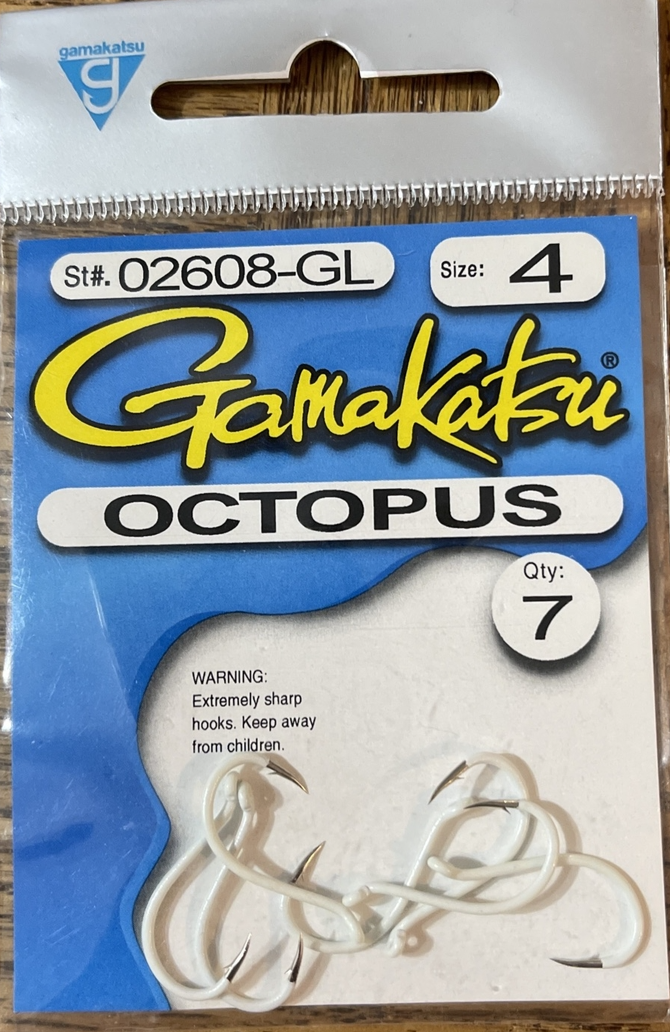 gamakatsu
g
St#. 02608-GL
Size: 4
Gamakatsu®
OCTOPUS
Qty:
7
WARNING:
Extremely sharp
hooks. Keep away
from children.